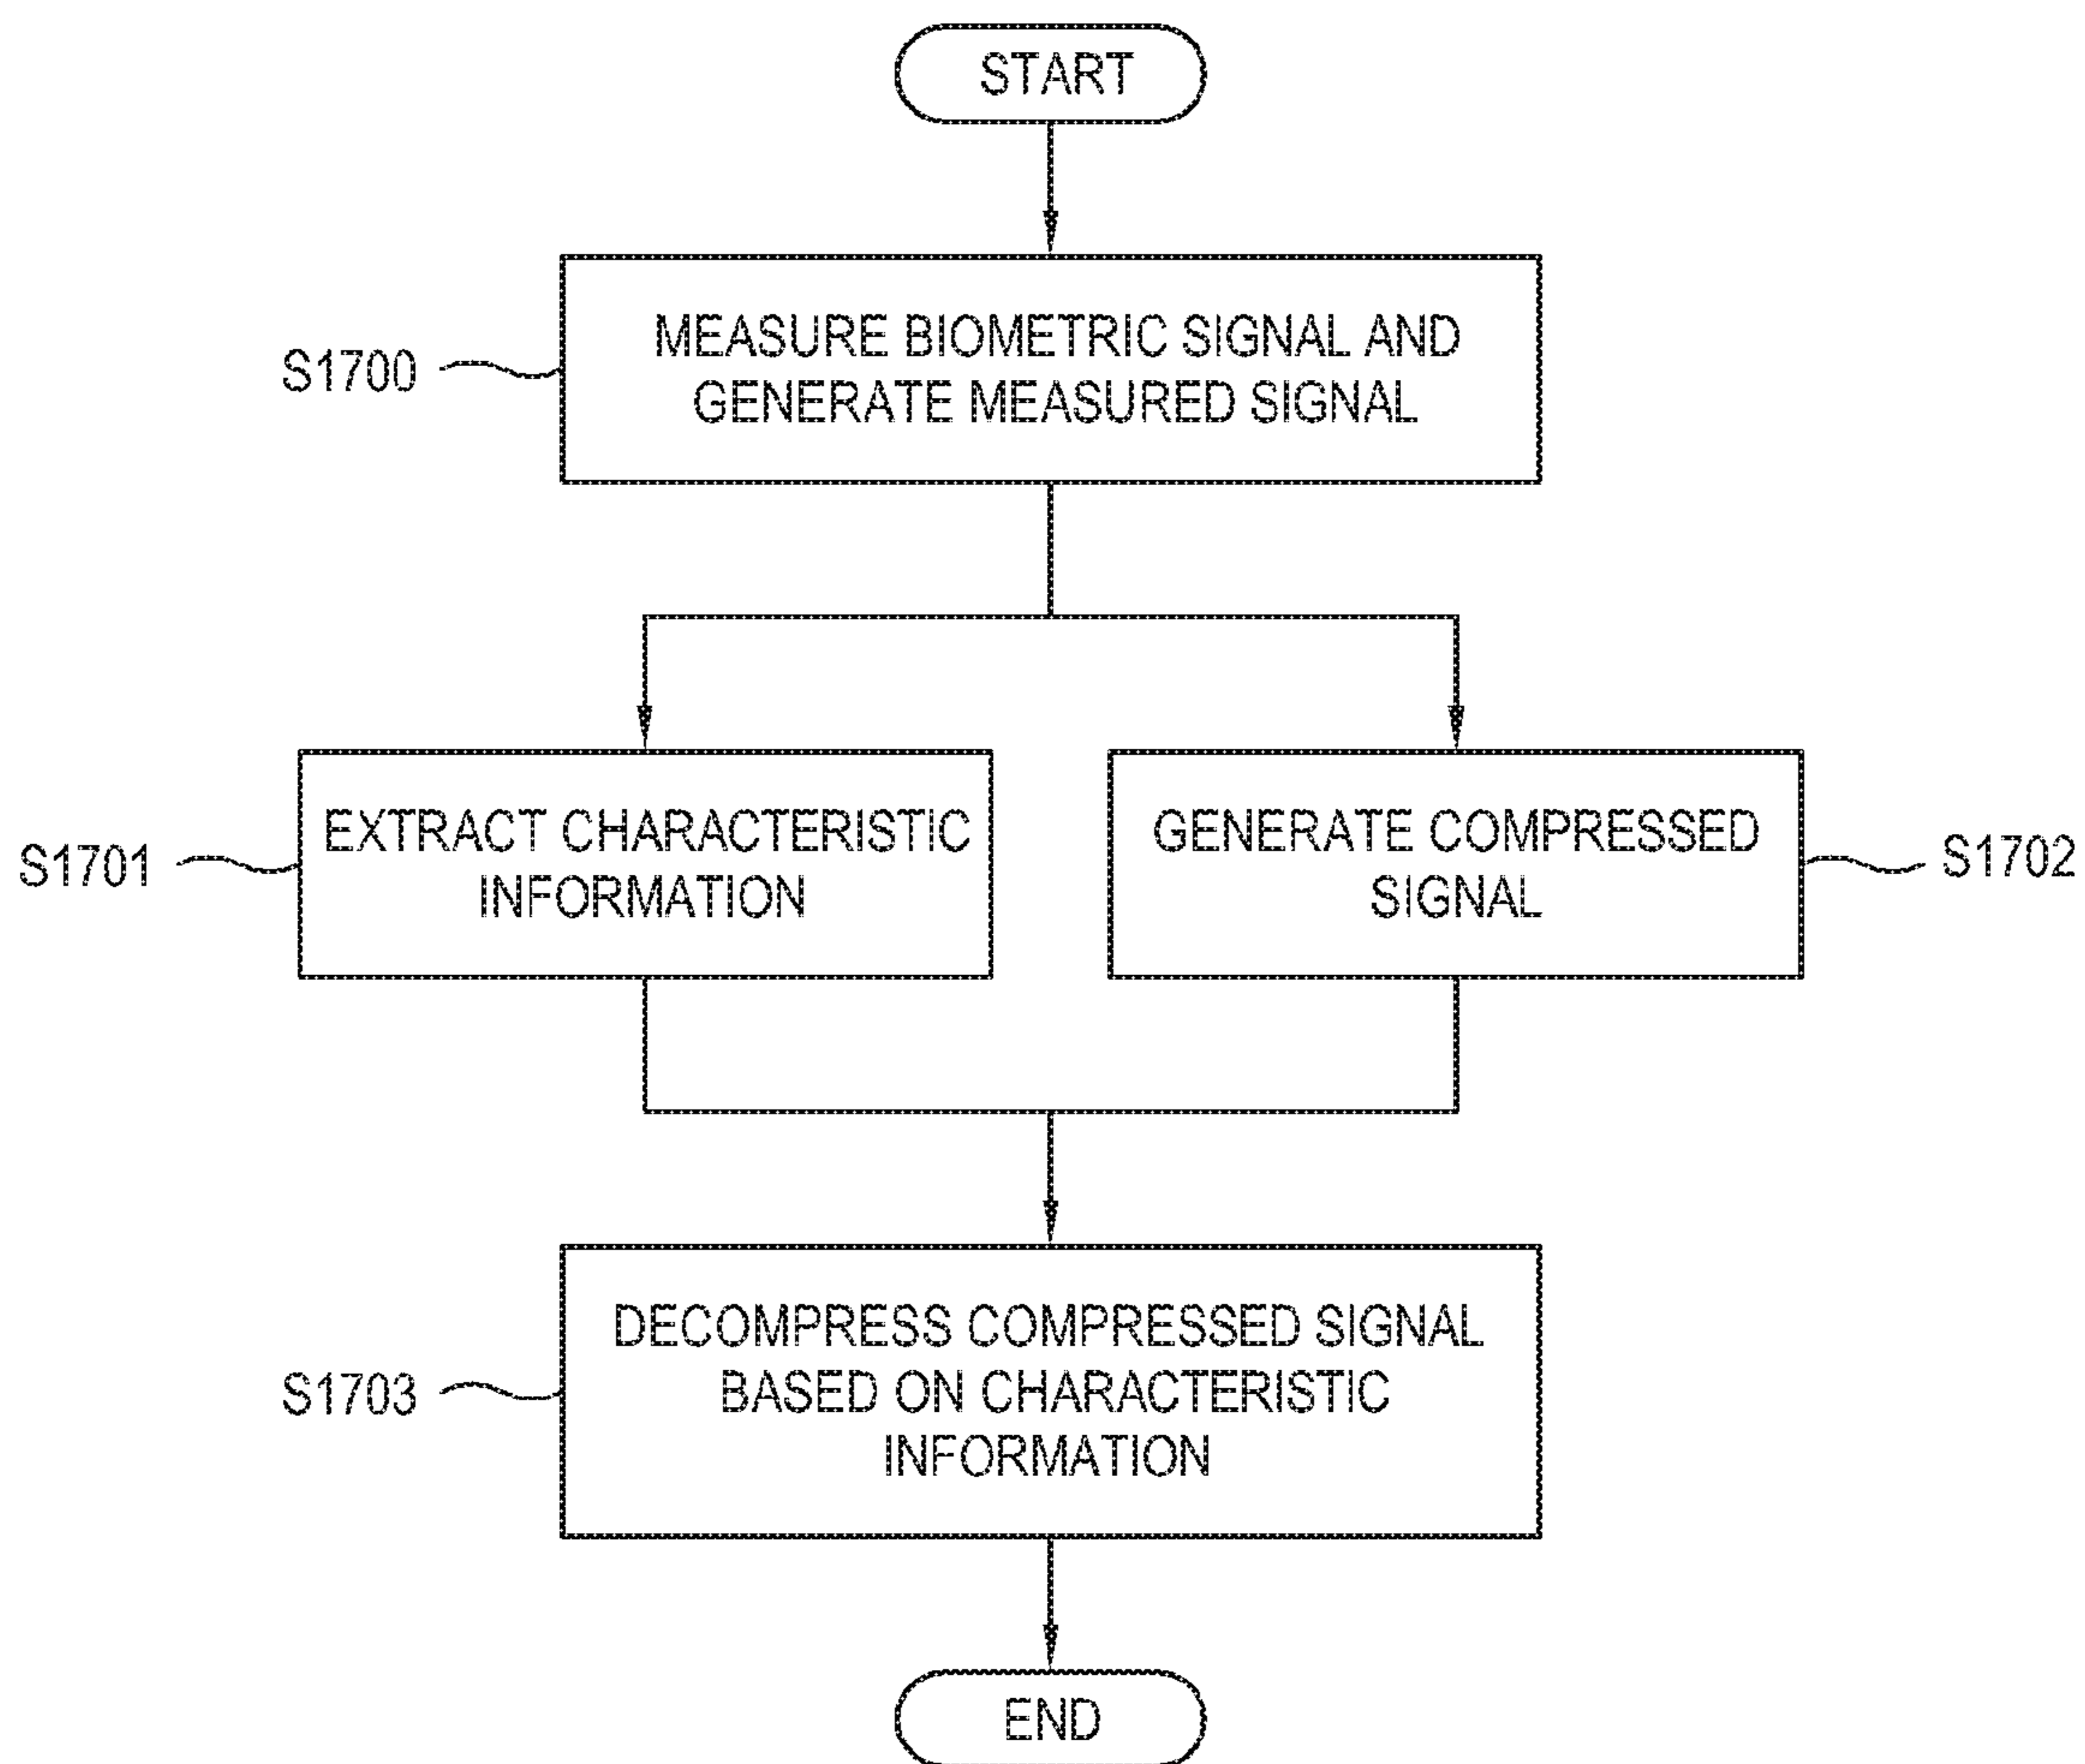 START
S1700
MEASURE BIOMETRIC SIGNAL AND
GENERATE MEASURED SIGNAL
S1701
EXTRACT CHARACTERISTIC
INFORMATION
GENERATE COMPRESSED
SIGNAL
S1702
S1703
DECOMPRESS COMPRESSED SIGNAL
BASED ON CHARACTERISTIC
INFORMATION
END